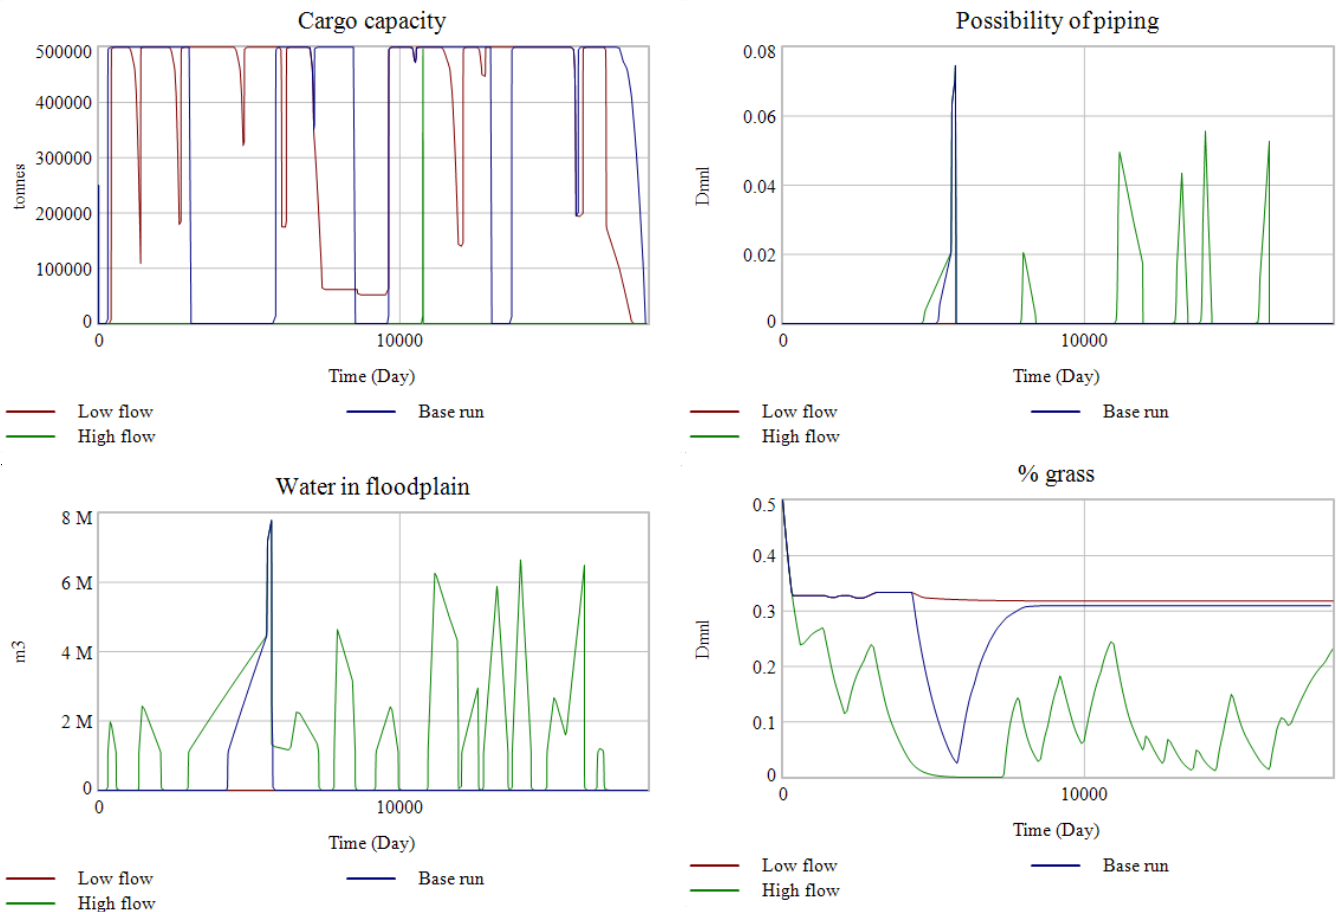 Cargo capacity
500000
400000
300000
200000
100000
0
tonnes
0
10000
Time (Day)
Low flow
Base run
High flow
Possibility of piping
0.08
0.06
0.04
0.02
0
Dmnl
0
10000
Time (Day)
Low flow
Base run
High flow
Water in floodplain
8 M
6 M
4 M
2 M
0
m3
0
10000
Time (Day)
Low flow
Base run
High flow
% grass
0.5
0.4
0.3
0.2
0.1
0
Dmnl
0
10000
Time (Day)
Low flow
Base run
High flow